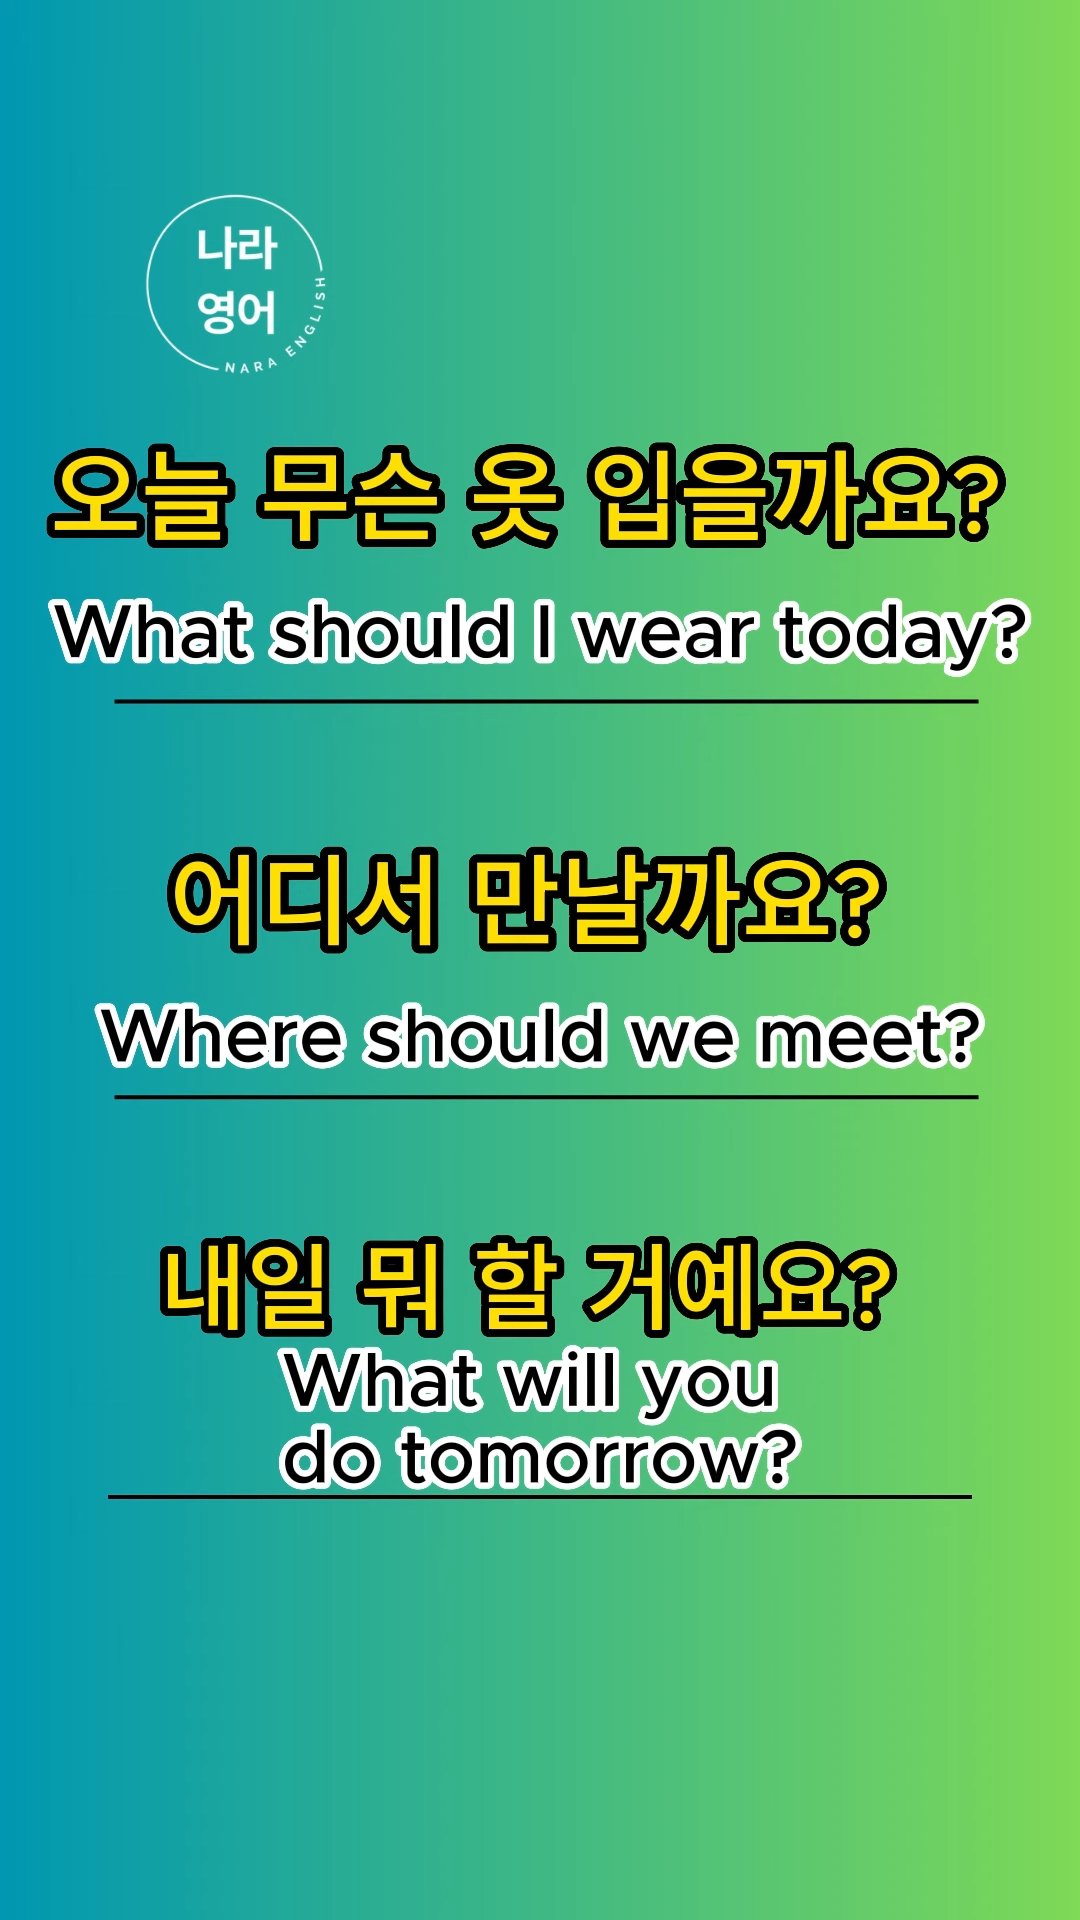 나라
영어
NARA ENGLISH
오늘 무슨 옷 입을까요?
What should I wear today?
어디서 만날까요?
Where should we meet?
내일 뭐 할 거예요?
What will you
do tomorrow?